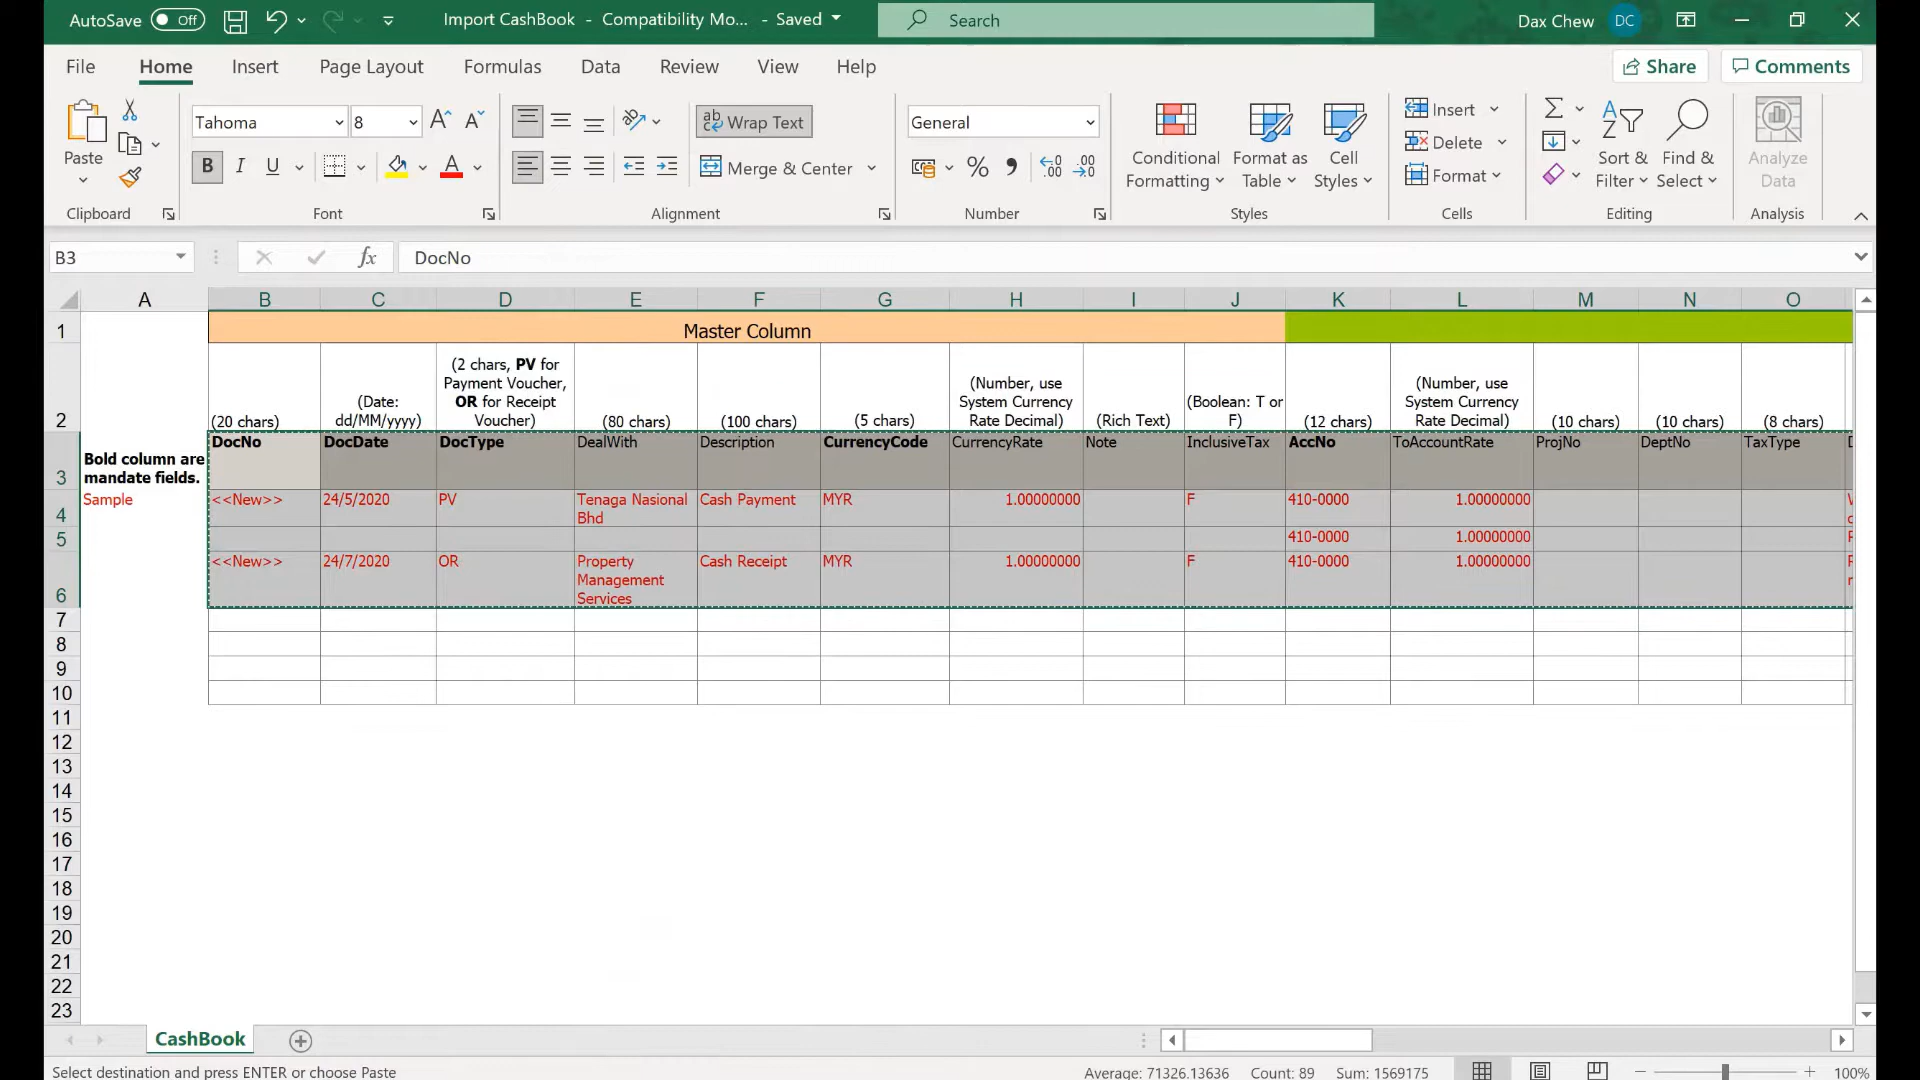 AutoSave Off Import CashBook - Compatibility Mo... - Saved Search Dax Chew DC
File Home Insert Page Layout Formulas Data Review View Help Share Comments
Tahoma 8 Wrap Text General Insert
Paste B I U Merge & Center % Conditional Formatting Format as Table Cell Styles Delete Format Sort & Filter Find & Select Analyze Data
Clipboard Font Alignment Number Styles Cells Editing Analysis
B3 fx DocNo
A B C D E F G H I J K L M N O
1 Master Column
2 (20 chars) (Date: dd/MM/yyyy) (2 chars, PV for Payment Voucher, OR for Receipt Voucher) (80 chars) (100 chars) (5 chars) (Number, use System Currency Rate Decimal) (Rich Text) (Boolean: T or F) (12 chars) (Number, use System Currency Rate Decimal) (10 chars) (10 chars) (8 chars)
3 Bold column are mandate fields. DocNo DocDate DocType DealWith Description CurrencyCode CurrencyRate Note InclusiveTax AccNo ToAccountRate ProjNo DeptNo TaxType
4 Sample <<New>> 24/5/2020 PV Tenaga Nasional Bhd Cash Payment MYR 1.00000000 F 410-0000 1.00000000
5 410-0000 1.00000000
6 <<New>> 24/7/2020 OR Property Management Services Cash Receipt MYR 1.00000000 F 410-0000 1.00000000
7
8
9
10
11
12
13
14
15
16
17
18
19
20
21
22
23
CashBook
Select destination and press ENTER or choose Paste Average: 71326.13636 Count: 89 Sum: 1569175 100%